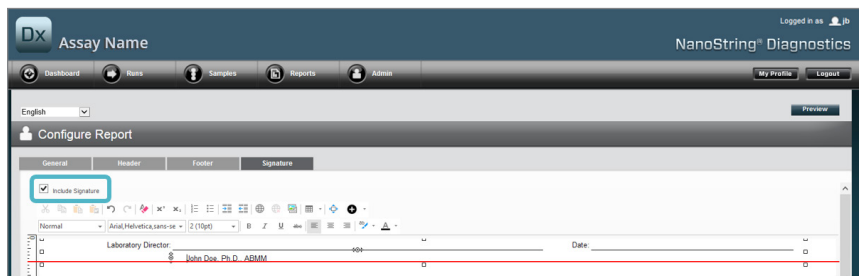 Logged in as jb
Dx Assay Name
NanoString® Diagnostics
Dashboard Runs Samples Reports Admin My Profile Logout
English Preview
Configure Report
General Header Footer Signature
Include Signature
Normal Arial,Helvetica,sans-se 2 (10pt) B I U abc A
Laboratory Director: Date:
John Doe, Ph.D., ABMM